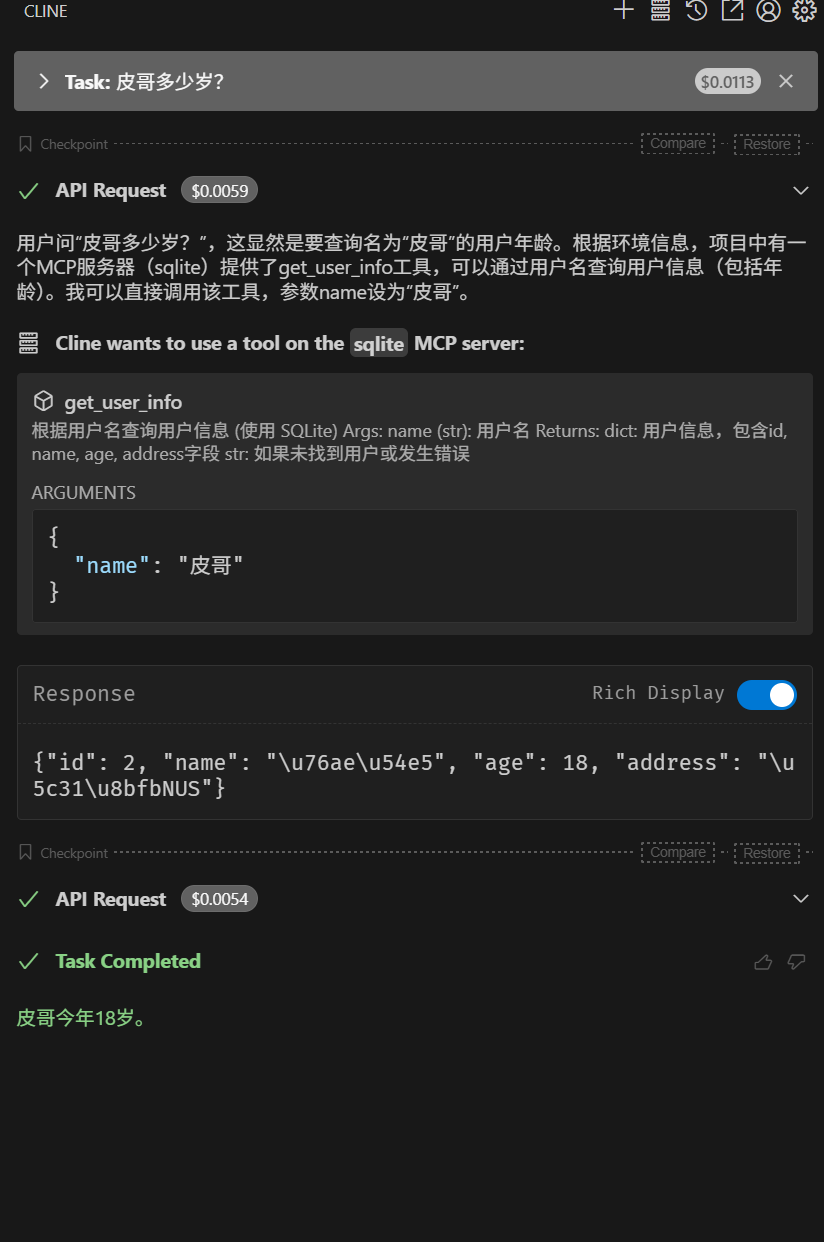 CLINE
Task: 皮哥多少岁？ $0.0113
Checkpoint Compare Restore
API Request $0.0059
用户问“皮哥多少岁？”，这显然是要查询名为“皮哥”的用户年龄。根据环境信息，项目中有一
个MCP服务器（sqlite）提供了get_user_info工具，可以通过用户名查询用户信息（包括年
龄）。我可以直接调用该工具，参数name设为“皮哥”。
Cline wants to use a tool on the sqlite MCP server:
get_user_info
根据用户名查询用户信息 (使用 SQLite) Args: name (str): 用户名 Returns: dict: 用户信息，包含id,
name, age, address字段 str: 如果未找到用户或发生错误
ARGUMENTS
{
"name": "皮哥"
}
Response Rich Display
{"id": 2, "name": "\u76ae\u54e5", "age": 18, "address": "\u
5c31\u8bfbNUS"}
Checkpoint Compare Restore
API Request $0.0054
Task Completed
皮哥今年18岁。